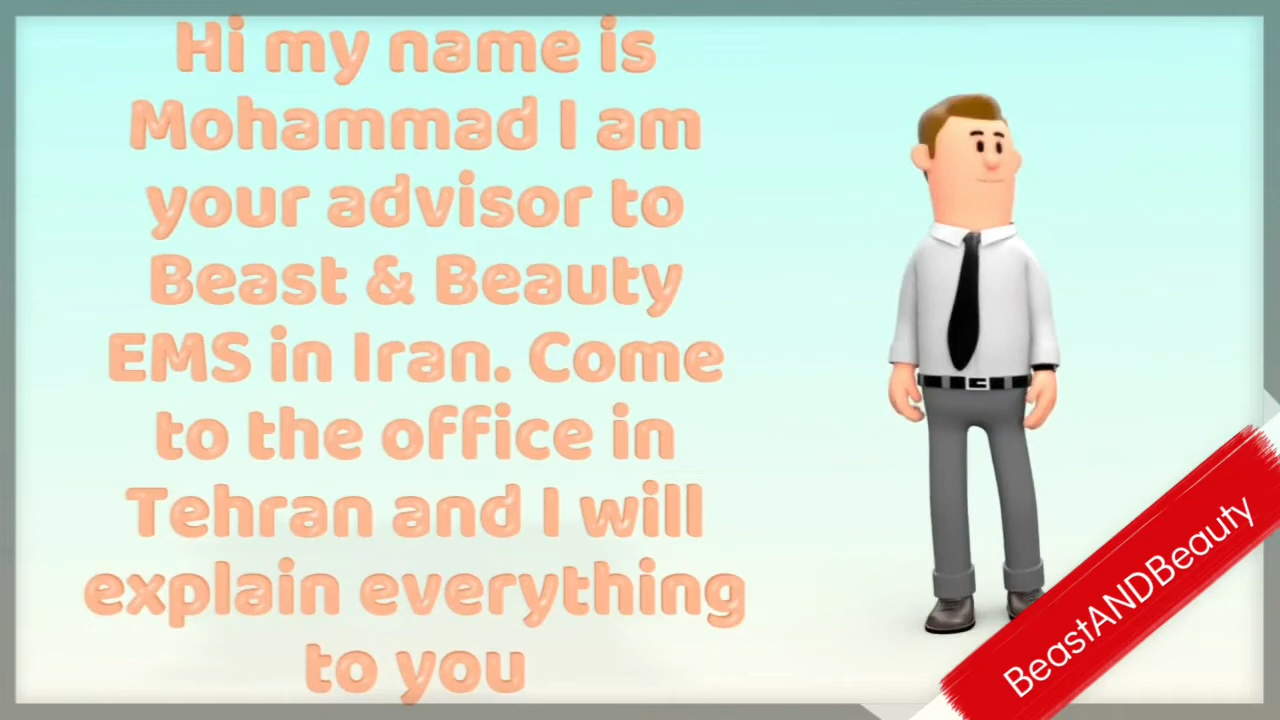 Hi my name is
Mohammad I am
your advisor to
Beast & Beauty
EMS in Iran. Come
to the office in
Tehran and I will
explain everything
to you
BeastANDBeauty